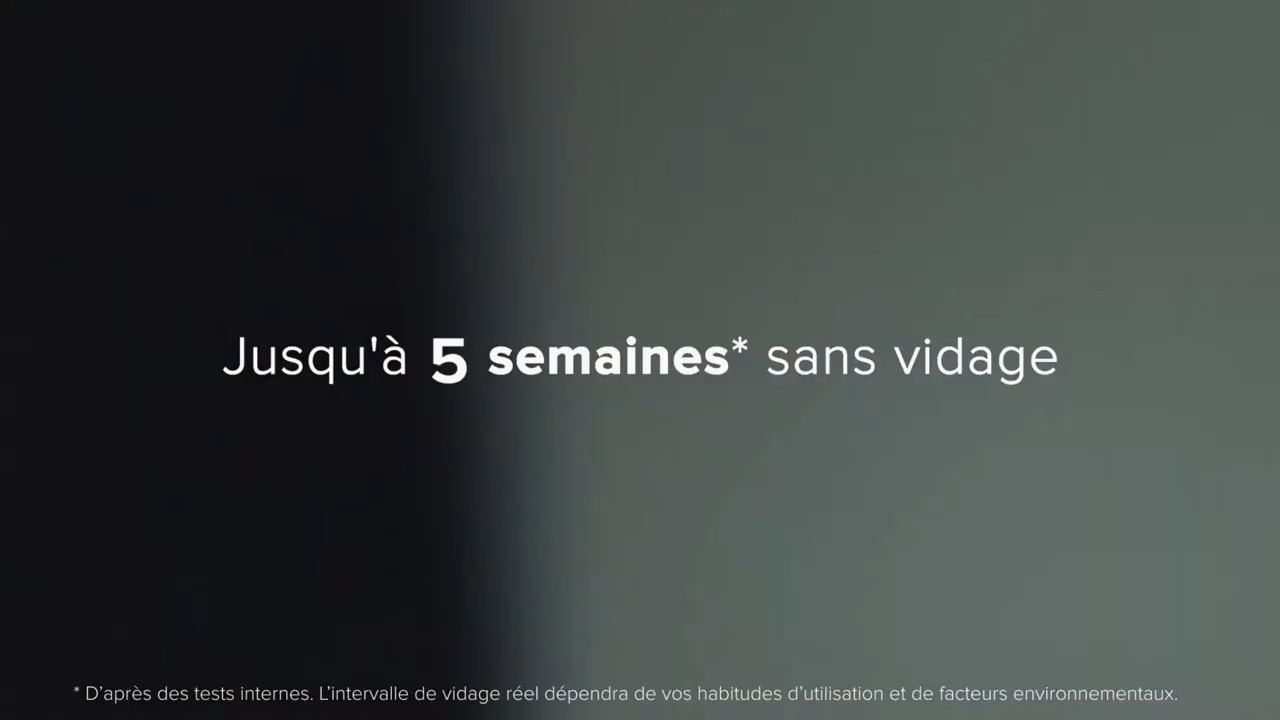 Jusqu'à 5 semaines* sans vidage
* D’après des tests internes. L’intervalle de vidage réel dépendra de vos habitudes d’utilisation et de facteurs environnementaux.